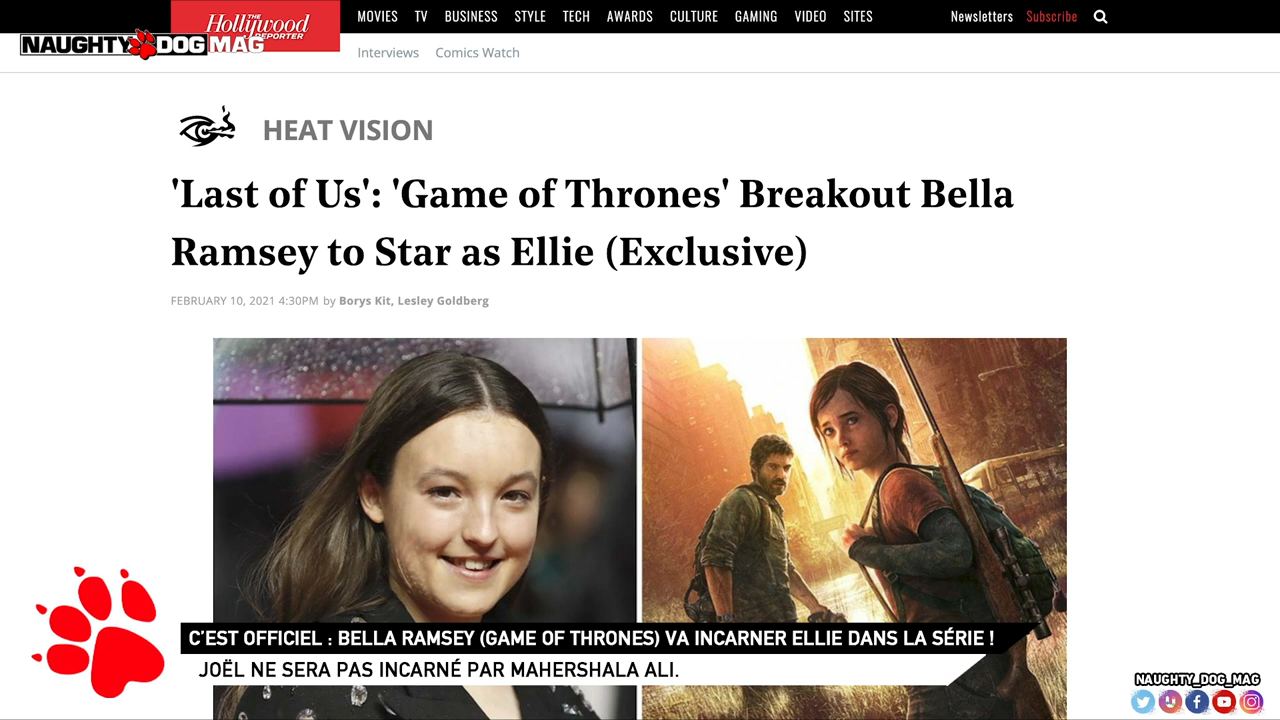 MOVIES TV BUSINESS STYLE TECH AWARDS CULTURE GAMING VIDEO SITES Newsletters Subscribe
THE Hollywood REPORTER
NAUGHTY DOG MAG
Interviews Comics Watch
HEAT VISION
'Last of Us': 'Game of Thrones' Breakout Bella
Ramsey to Star as Ellie (Exclusive)
FEBRUARY 10, 2021 4:30PM by Borys Kit, Lesley Goldberg
C'EST OFFICIEL : BELLA RAMSEY (GAME OF THRONES) VA INCARNER ELLIE DANS LA SÉRIE !
JOËL NE SERA PAS INCARNÉ PAR MAHERSHALA ALI.
NAUGHTY_DOG_MAG